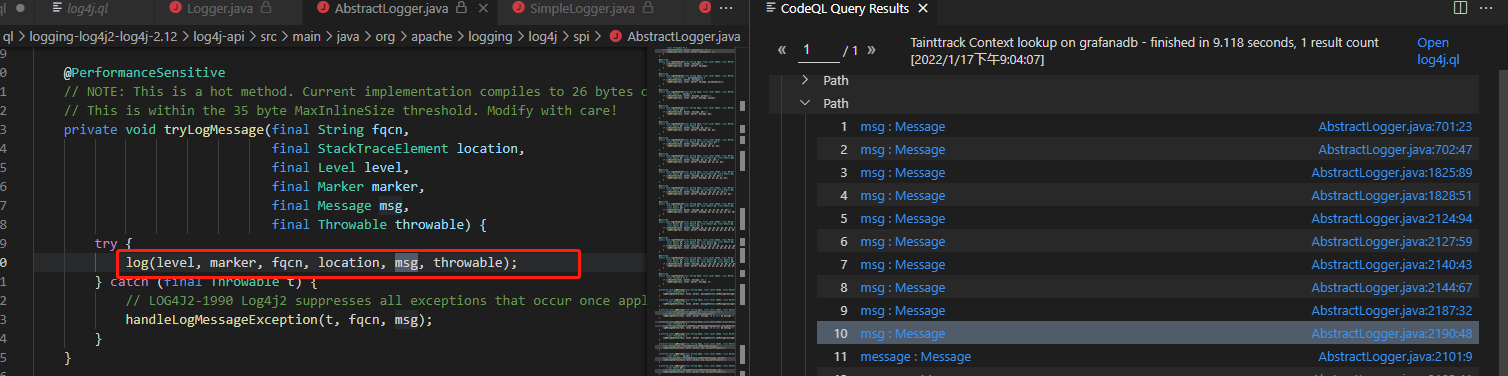 ql
log4j.ql
Logger.java
AbstractLogger.java
SimpleLogger.java
ql > logging-log4j2-log4j-2.12 > log4j-api > src > main > java > org > apache > logging > log4j > spi > AbstractLogger.java
9
0 @PerformanceSensitive
1 // NOTE: This is a hot method. Current implementation compiles to 26 bytes c
2 // This is within the 35 byte MaxInlineSize threshold. Modify with care!
3 private void tryLogMessage(final String fqcn,
4 final StackTraceElement location,
5 final Level level,
6 final Marker marker,
7 final Message msg,
8 final Throwable throwable) {
9 try {
0 log(level, marker, fqcn, location, msg, throwable);
1 } catch (final Throwable t) {
2 // LOG4J2-1990 Log4j2 suppresses all exceptions that occur once appl
3 handleLogMessageException(t, fqcn, msg);
4 }
5 }
6
CodeQL Query Results
« 1 / 1 »
Tainttrack Context lookup on grafanadb - finished in 9.118 seconds, 1 result count
[2022/1/17下午9:04:07]
Open
log4j.ql
Path
Path
1 msg : Message AbstractLogger.java:701:23
2 msg : Message AbstractLogger.java:702:47
3 msg : Message AbstractLogger.java:1825:89
4 msg : Message AbstractLogger.java:1828:51
5 msg : Message AbstractLogger.java:2124:94
6 msg : Message AbstractLogger.java:2127:59
7 msg : Message AbstractLogger.java:2140:43
8 msg : Message AbstractLogger.java:2144:67
9 msg : Message AbstractLogger.java:2187:32
10 msg : Message AbstractLogger.java:2190:48
11 message : Message AbstractLogger.java:2101:9